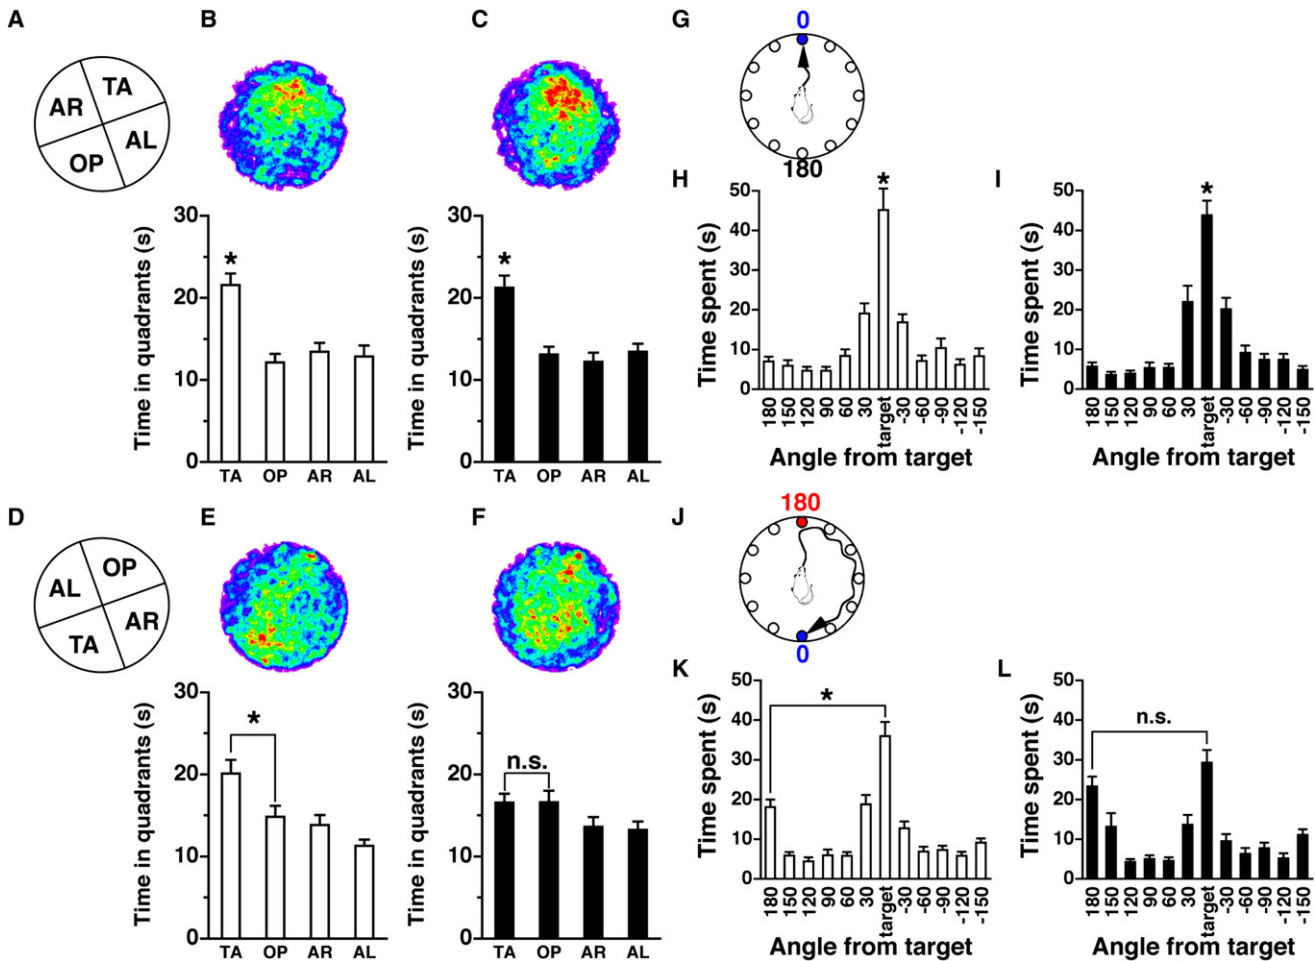 A
B
C
G
0
TA
AR
AL
OP
180
H
I
Time in quadrants (s)
30
20
10
0
*
TA OP AR AL
Time in quadrants (s)
30
20
10
0
*
TA OP AR AL
Time spent (s)
50
40
30
20
10
0
*
180 150 120 90 60 30 target -30 -60 -90 -120 -150
Angle from target
Time spent (s)
50
40
30
20
10
0
*
180 150 120 90 60 30 target -30 -60 -90 -120 -150
Angle from target
D
E
F
J
180
OP
AL
AR
TA
0
K
L
Time in quadrants (s)
30
20
10
0
*
TA OP AR AL
Time in quadrants (s)
30
20
10
0
n.s.
TA OP AR AL
Time spent (s)
50
40
30
20
10
0
*
180 150 120 90 60 30 target -30 -60 -90 -120 -150
Angle from target
Time spent (s)
50
40
30
20
10
0
n.s.
180 150 120 90 60 30 target -30 -60 -90 -120 -150
Angle from target